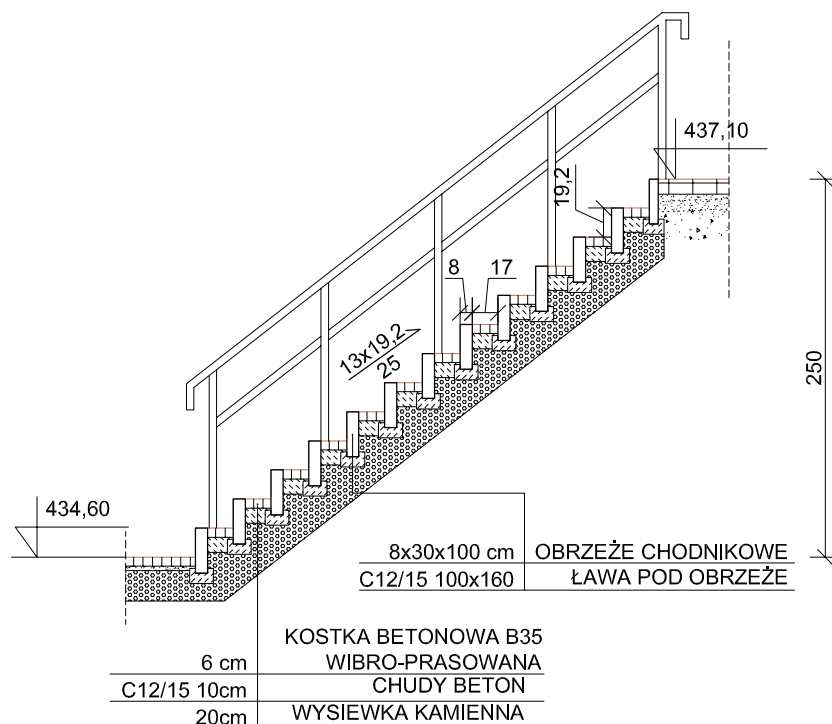 437,10
19,2
8 17
13x19,2
25
250
434,60
8x30x100 cm OBRZEŻE CHODNIKOWE
C12/15 100x160 ŁAWA POD OBRZEŻE
KOSTKA BETONOWA B35
6 cm WIBRO-PRASOWANA
C12/15 10cm CHUDY BETON
20cm WYSIEWKA KAMIENNA